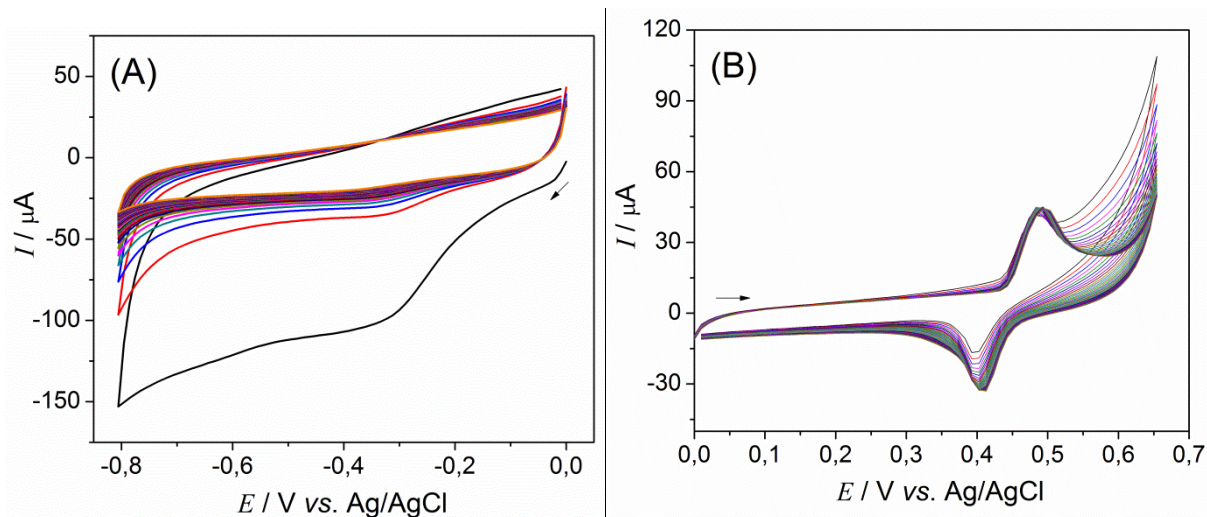 (A)
50
0
-50
-100
-150
I / µA
-0,8 -0,6 -0,4 -0,2 0,0
E / V vs. Ag/AgCl
(B)
120
90
60
30
0
-30
I / µA
0,0 0,1 0,2 0,3 0,4 0,5 0,6 0,7
E / V vs. Ag/AgCl